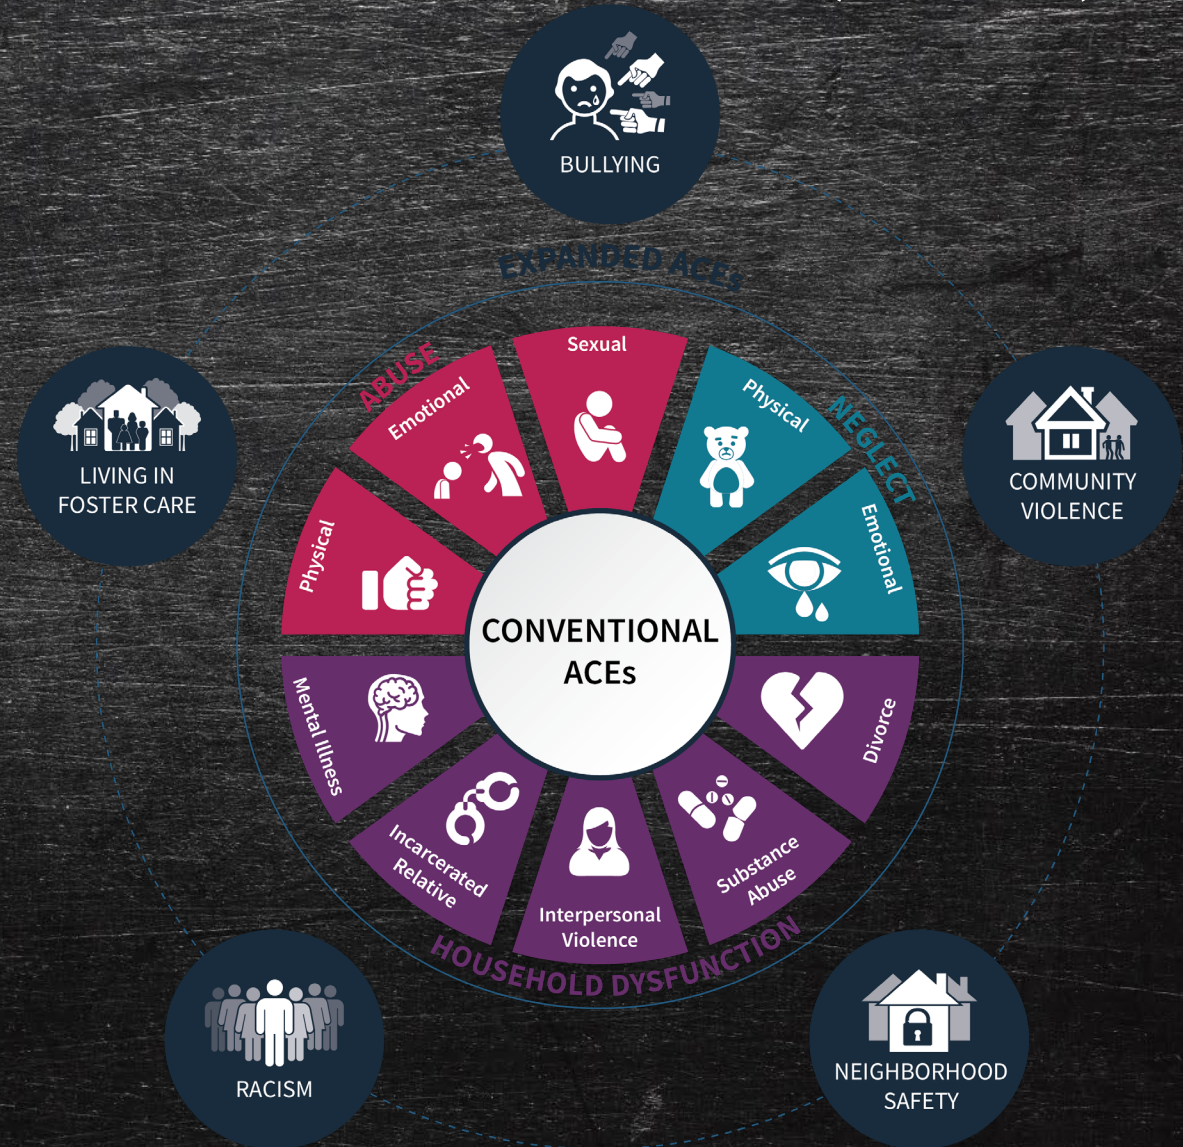 BULLYING
EXPANDED ACEs
LIVING IN
FOSTER CARE
COMMUNITY
VIOLENCE
ABUSE
Physical
Emotional
Sexual
NEGLECT
Physical
Emotional
CONVENTIONAL
ACEs
Mental Illness
Incarcerated
Relative
Interpersonal
Violence
Substance
Abuse
Divorce
HOUSEHOLD DYSFUNCTION
RACISM
NEIGHBORHOOD
SAFETY